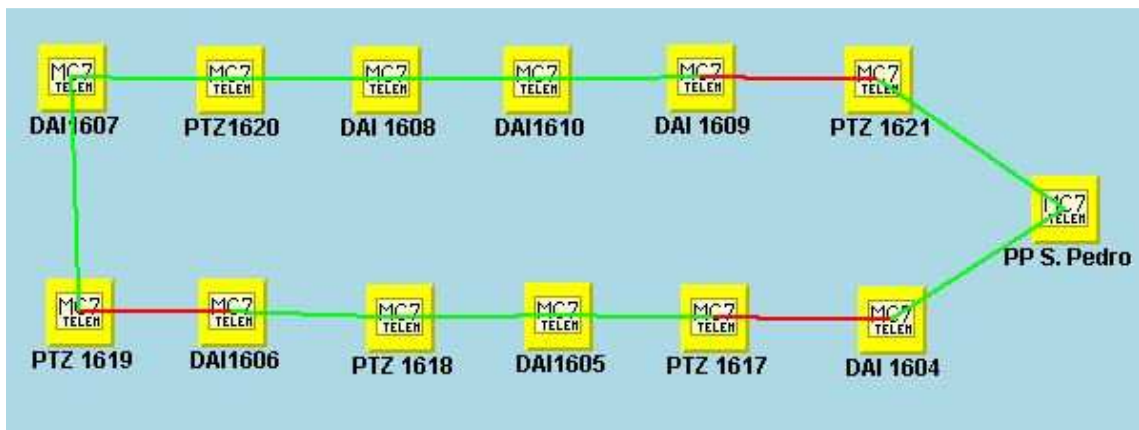 MC7 MC7 MC7 MC7 MC7 MC7
TELEM TELEM TELEM TELEM TELEM TELEM
DAI1607 PTZ1620 DAI 1608 DAI1610 DAI 1609 PTZ 1621
MC7
TELEM
PP S. Pedro
MC7 MC7 MC7 MC7 MC7 MC7
TELEM TELEM TELEM TELEM TELEM TELEM
PTZ 1619 DAI1606 PTZ 1618 DAI1605 PTZ 1617 DAI 1604